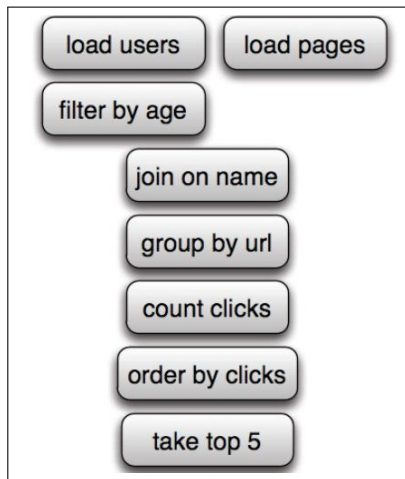 load users
load pages
filter by age
join on name
group by url
count clicks
order by clicks
take top 5